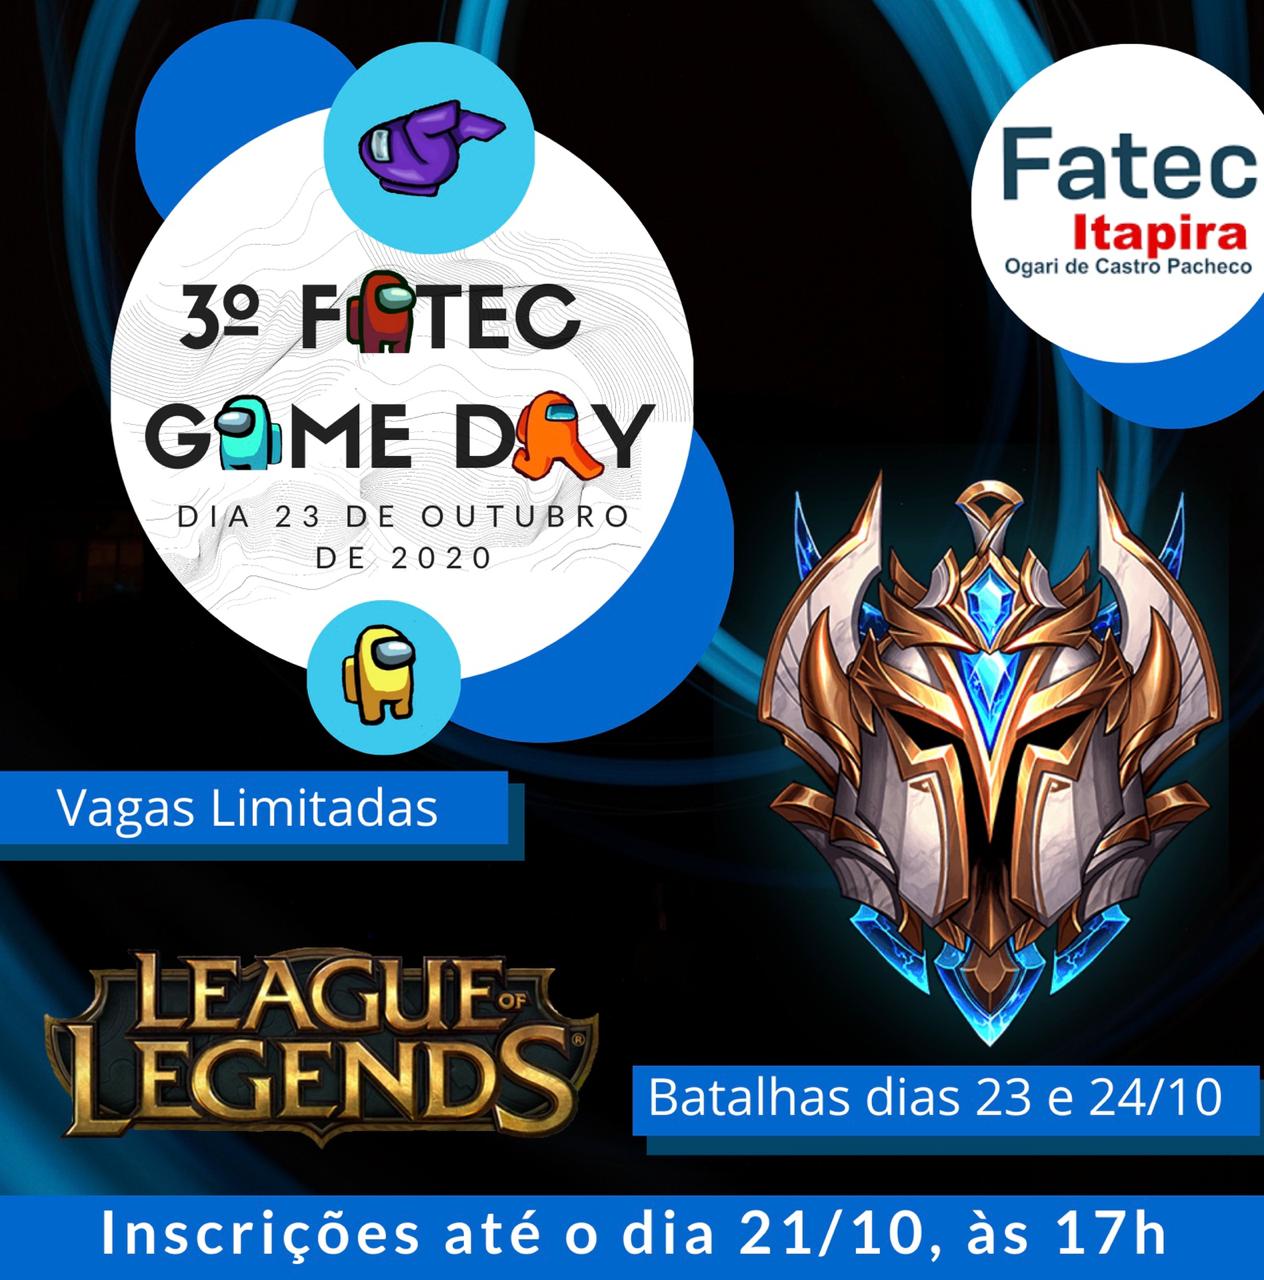 3º FATEC
GAME DAY
DIA 23 DE OUTUBRO
DE 2020
Fatec
Itapira
Ogari de Castro Pacheco
Vagas Limitadas
LEAGUE OF
LEGENDS®
Batalhas dias 23 e 24/10
Inscrições até o dia 21/10, às 17h